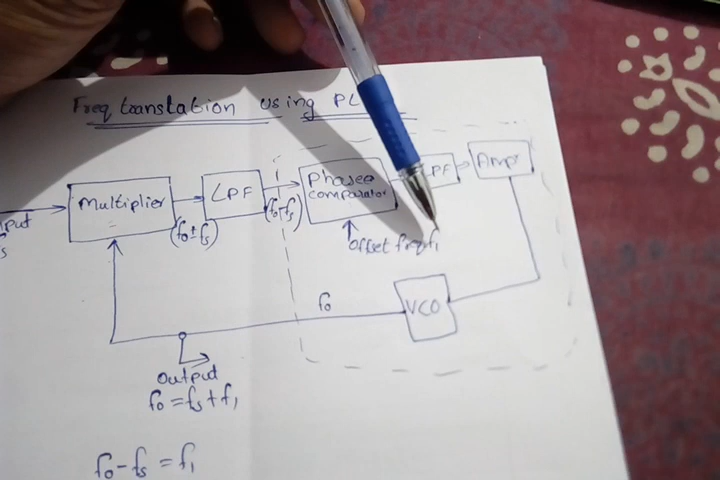 Freq translation using PL
Multiplier
LPF
Phase
comparator
PF
Ampr
(fo±fs)
(fo-fs)
Offset freq f1
fo
VCO
Output
fo = fs + f1
fo - fs = f1